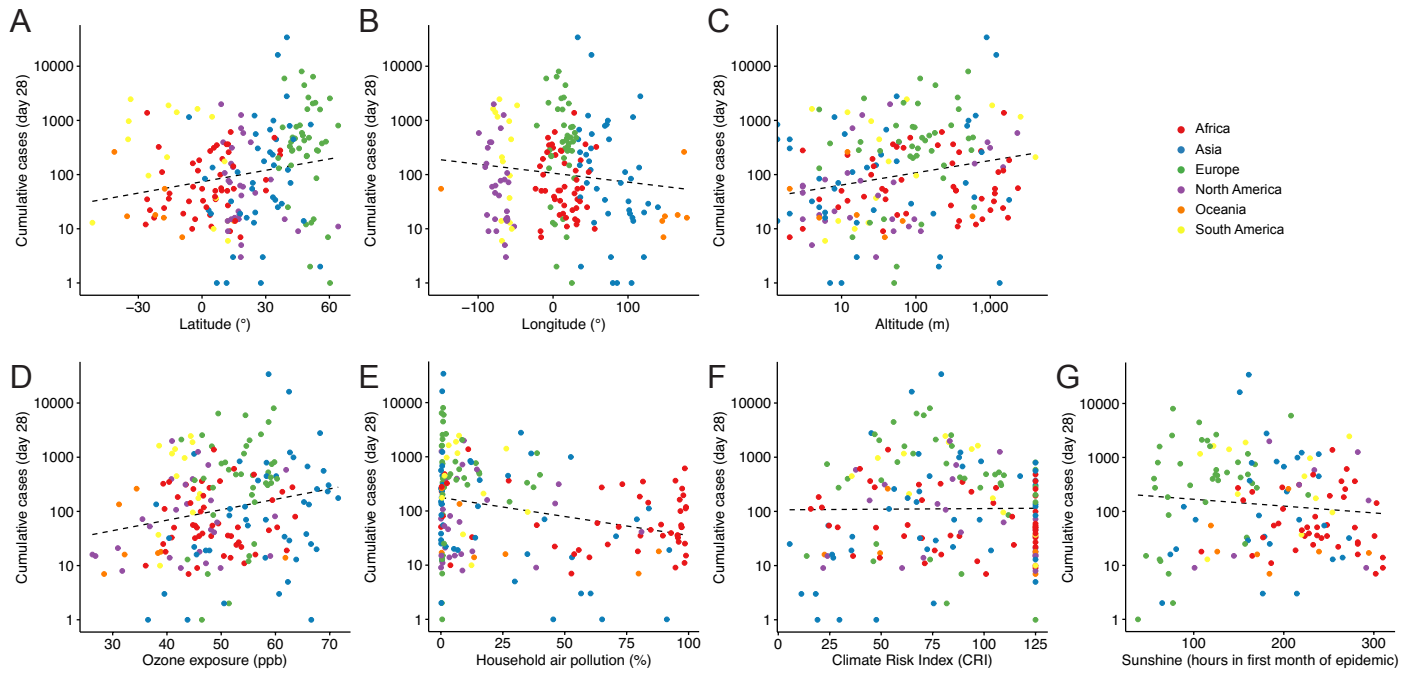 A
Cumulative cases (day 28)
10000
1000
100
10
1
−30
0
30
60
Latitude (°)
B
Cumulative cases (day 28)
10000
1000
100
10
1
−100
0
100
Longitude (°)
C
Cumulative cases (day 28)
10000
1000
100
10
1
10
100
1,000
Altitude (m)
Africa
Asia
Europe
North America
Oceania
South America
D
Cumulative cases (day 28)
10000
1000
100
10
1
30
40
50
60
70
Ozone exposure (ppb)
E
Cumulative cases (day 28)
10000
1000
100
10
1
0
25
50
75
100
Household air pollution (%)
F
Cumulative cases (day 28)
10000
1000
100
10
1
0
25
50
75
100
125
Climate Risk Index (CRI)
G
Cumulative cases (day 28)
10000
1000
100
10
1
100
200
300
Sunshine (hours in first month of epidemic)